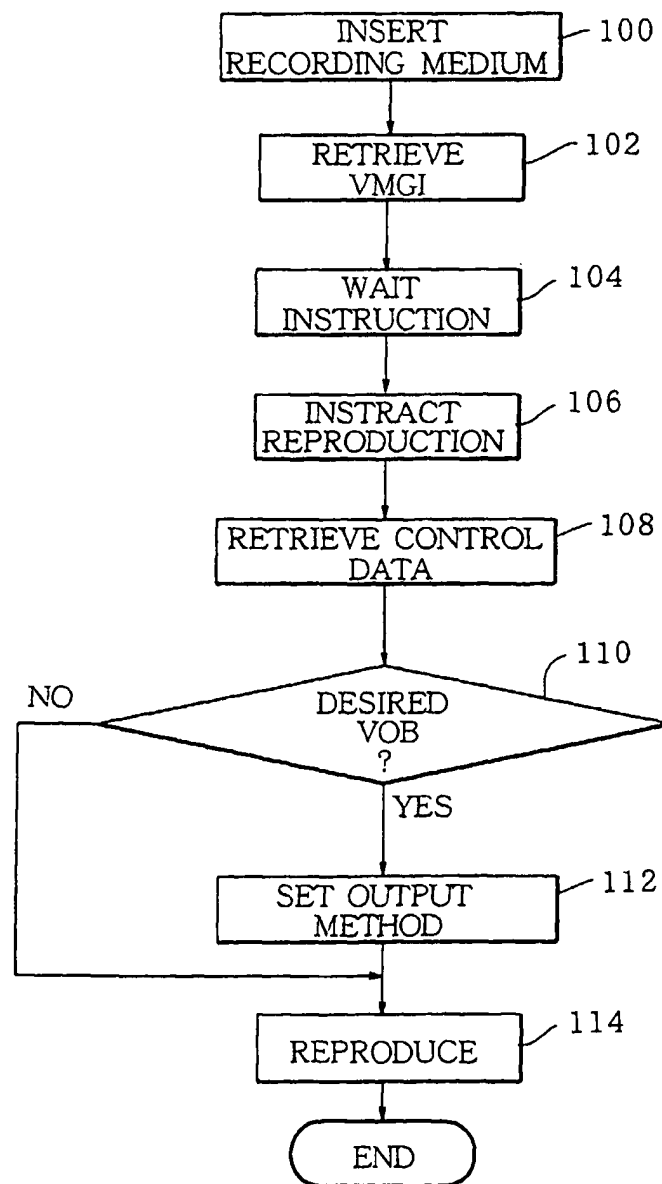 INSERT
RECORDING MEDIUM
100
RETRIEVE
VMGI
102
WAIT
INSTRUCTION
104
INSTRACT
REPRODUCTION
106
RETRIEVE CONTROL
DATA
108
110
NO
DESIRED
VOB
?
YES
SET OUTPUT
METHOD
112
REPRODUCE
114
END